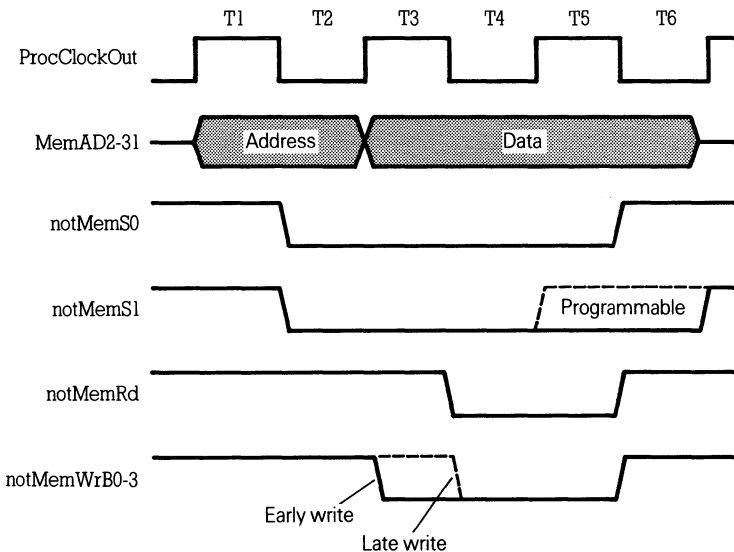 T1 T2 T3 T4 T5 T6
ProcClockOut
MemAD2-31
Address
Data
notMemS0
notMemS1
Programmable
notMemRd
notMemWrB0-3
Early write
Late write